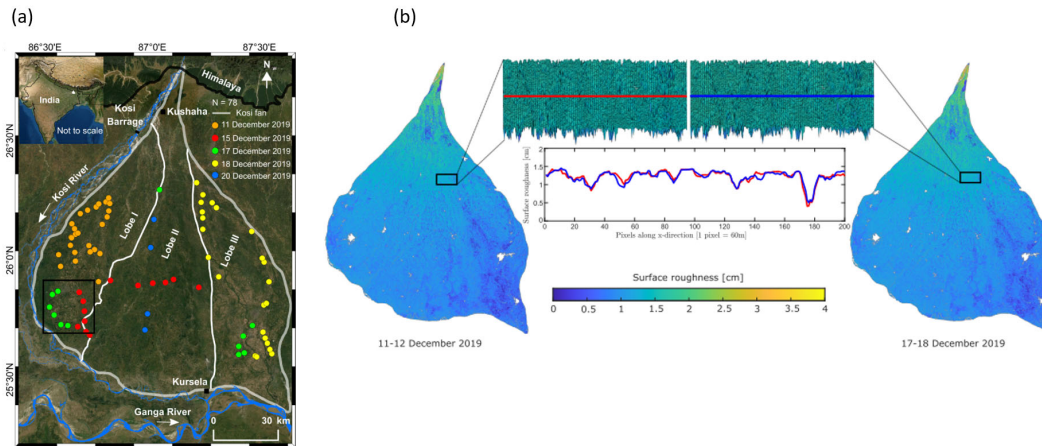 (a)
86°30'E 87°0'E 87°30'E
India
Not to scale
Himalaya
N
Kosi
Barrage
Kushaha
N = 78
Kosi fan
11 December 2019
15 December 2019
17 December 2019
18 December 2019
20 December 2019
26°30'N
26°0'N
25°30'N
Kosi River
Lobe I
Lobe II
Lobe III
Kursela
Ganga River
0 30 km
(b)
Surface roughness [cm]
2
1.5
1
0.5
0
0 20 40 60 80 100 120 140 160 180 200
Pixels along x-direction [1 pixel = 60m]
Surface roughness [cm]
0.5 1 1.5 2 2.5 3 3.5 4
11-12 December 2019
17-18 December 2019